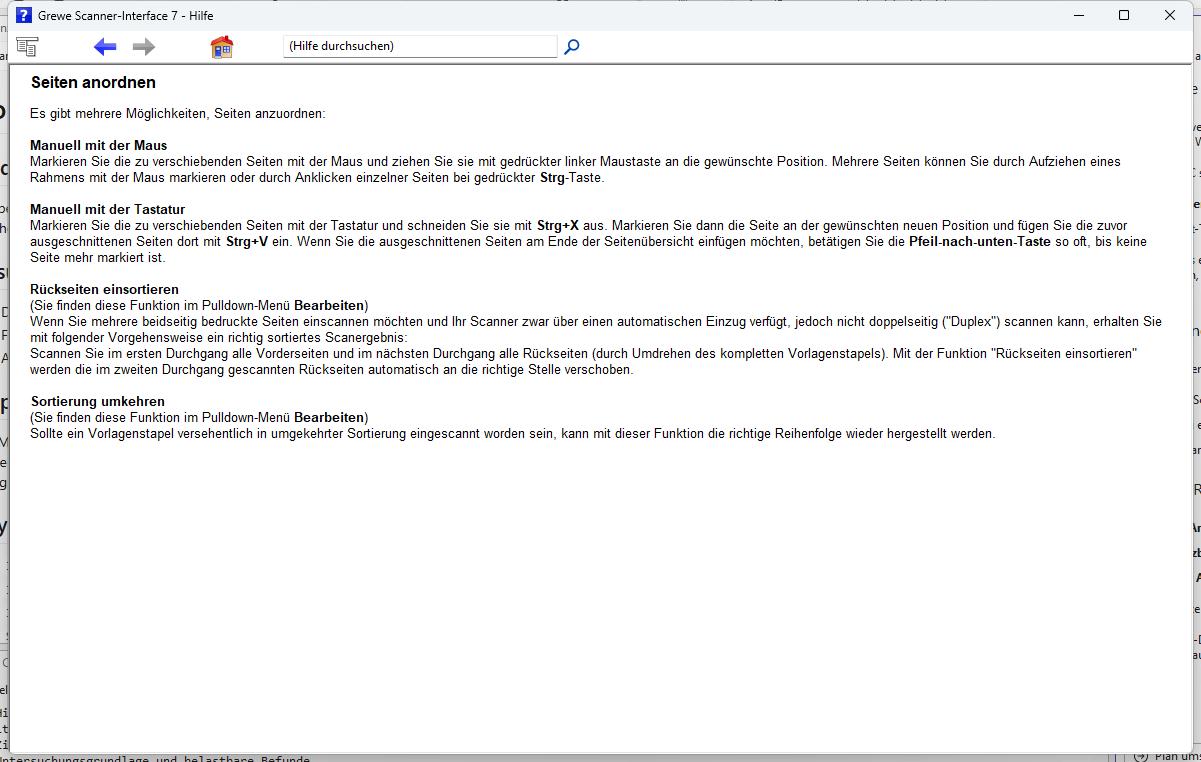 Grewe Scanner-Interface 7 - Hilfe
(Hilfe durchsuchen)
Seiten anordnen
Es gibt mehrere Möglichkeiten, Seiten anzuordnen:
Manuell mit der Maus
Markieren Sie die zu verschiebenden Seiten mit der Maus und ziehen Sie sie mit gedrückter linker Maustaste an die gewünschte Position. Mehrere Seiten können Sie durch Aufziehen eines
Rahmens mit der Maus markieren oder durch Anklicken einzelner Seiten bei gedrückter Strg-Taste.
Manuell mit der Tastatur
Markieren Sie die zu verschiebenden Seiten mit der Tastatur und schneiden Sie sie mit Strg+X aus. Markieren Sie dann die Seite an der gewünschten neuen Position und fügen Sie die zuvor
ausgeschnittenen Seiten dort mit Strg+V ein. Wenn Sie die ausgeschnittenen Seiten am Ende der Seitenübersicht einfügen möchten, betätigen Sie die Pfeil-nach-unten-Taste so oft, bis keine
Seite mehr markiert ist.
Rückseiten einsortieren
(Sie finden diese Funktion im Pulldown-Menü Bearbeiten)
Wenn Sie mehrere beidseitig bedruckte Seiten einscannen möchten und Ihr Scanner zwar über einen automatischen Einzug verfügt, jedoch nicht doppelseitig ("Duplex") scannen kann, erhalten Sie
mit folgender Vorgehensweise ein richtig sortiertes Scanergebnis:
Scannen Sie im ersten Durchgang alle Vorderseiten und im nächsten Durchgang alle Rückseiten (durch Umdrehen des kompletten Vorlagenstapels). Mit der Funktion "Rückseiten einsortieren"
werden die im zweiten Durchgang gescannten Rückseiten automatisch an die richtige Stelle verschoben.
Sortierung umkehren
(Sie finden diese Funktion im Pulldown-Menü Bearbeiten)
Sollte ein Vorlagenstapel versehentlich in umgekehrter Sortierung eingescannt worden sein, kann mit dieser Funktion die richtige Reihenfolge wieder hergestellt werden.